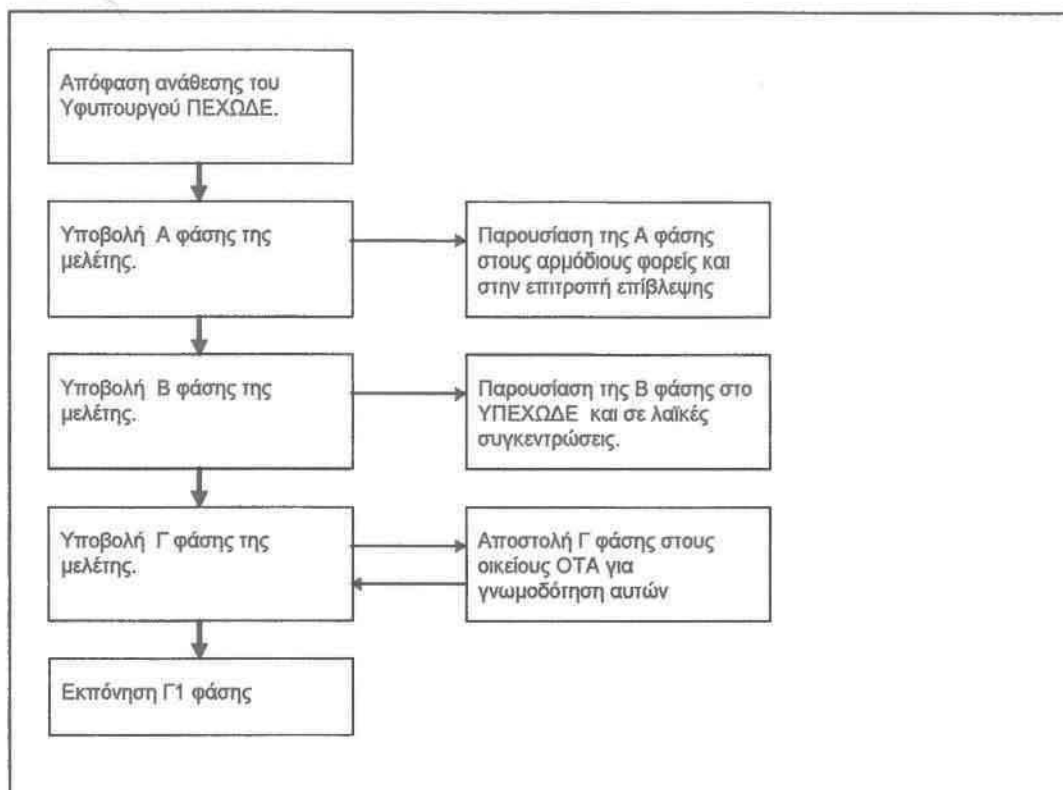 Απόφαση ανάθεσης του
Υφυπουργού ΠΕΧΩΔΕ.
Υποβολή Α φάσης της
μελέτης.
Παρουσίαση της Α φάσης
στους αρμόδιους φορείς και
στην επιτροπή επίβλεψης
Υποβολή Β φάσης της
μελέτης.
Παρουσίαση της Β φάσης στο
ΥΠΕΧΩΔΕ και σε λαϊκές
συγκεντρώσεις.
Υποβολή Γ φάσης της
μελέτης.
Αποστολή Γ φάσης στους
οικείους ΟΤΑ για
γνωμοδότηση αυτών
Εκπόνηση Γ1 φάσης